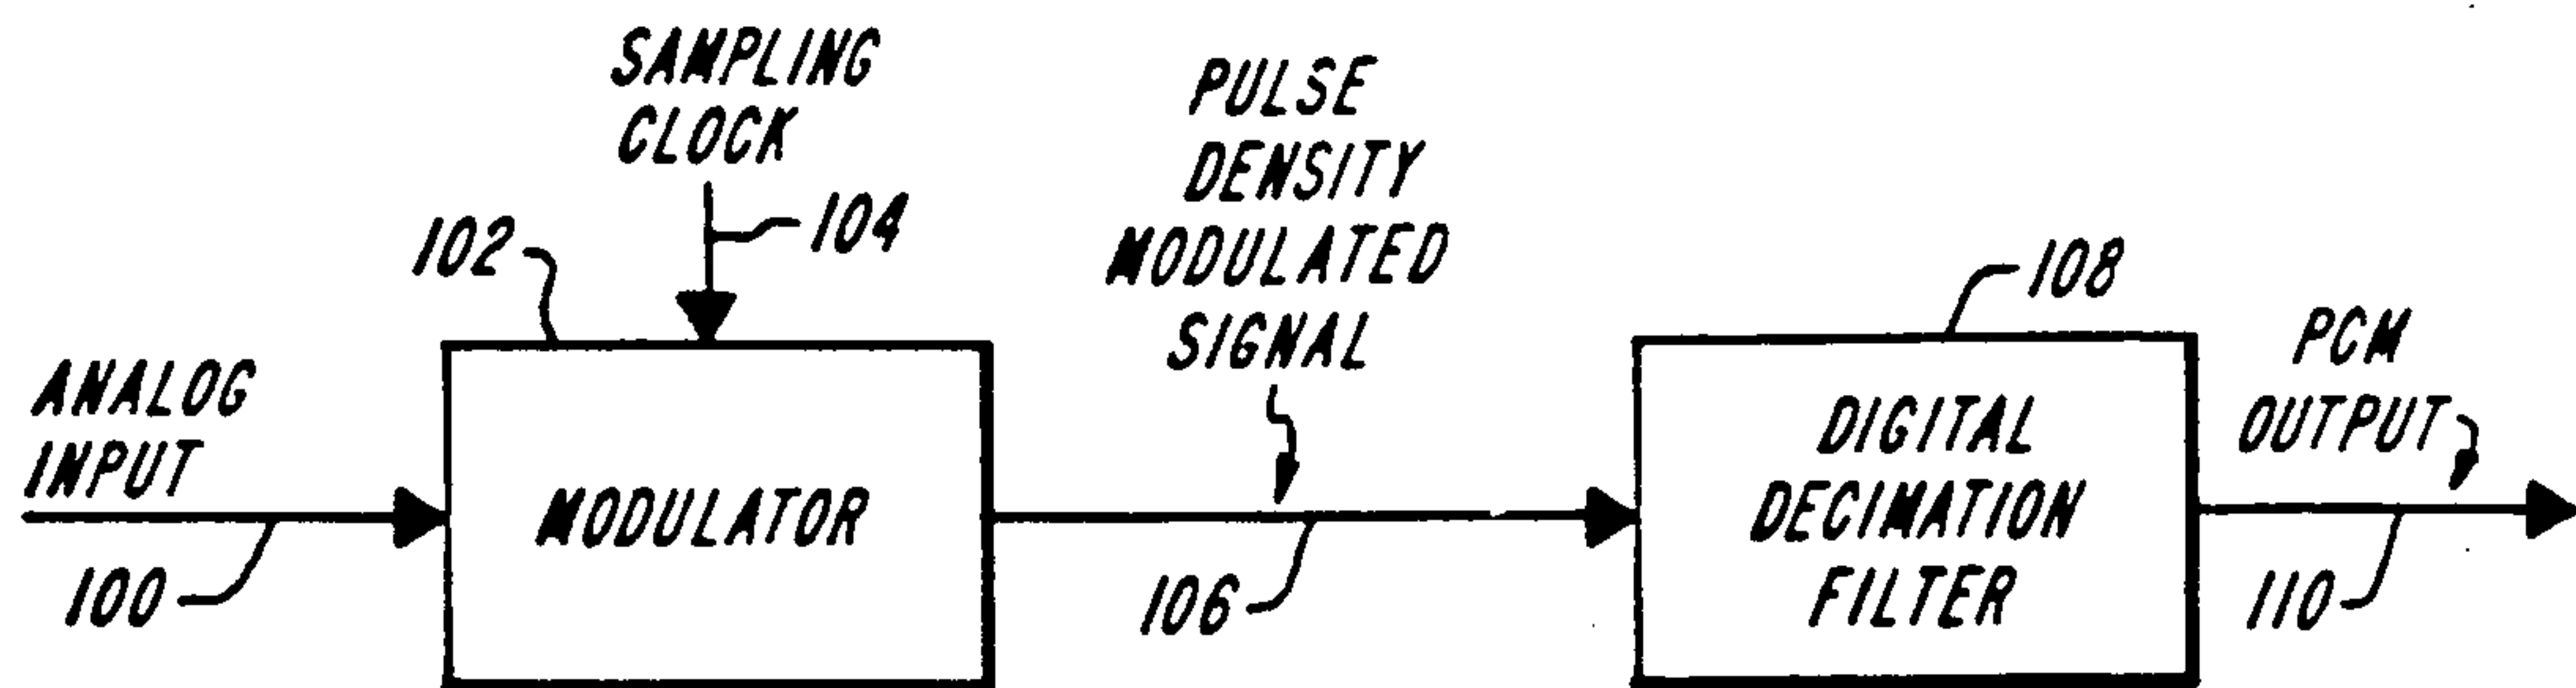 SAMPLING
CLOCK
104
102
ANALOG
INPUT
100
MODULATOR
PULSE
DENSITY
MODULATED
SIGNAL
106
108
DIGITAL
DECIMATION
FILTER
PCM
OUTPUT
110